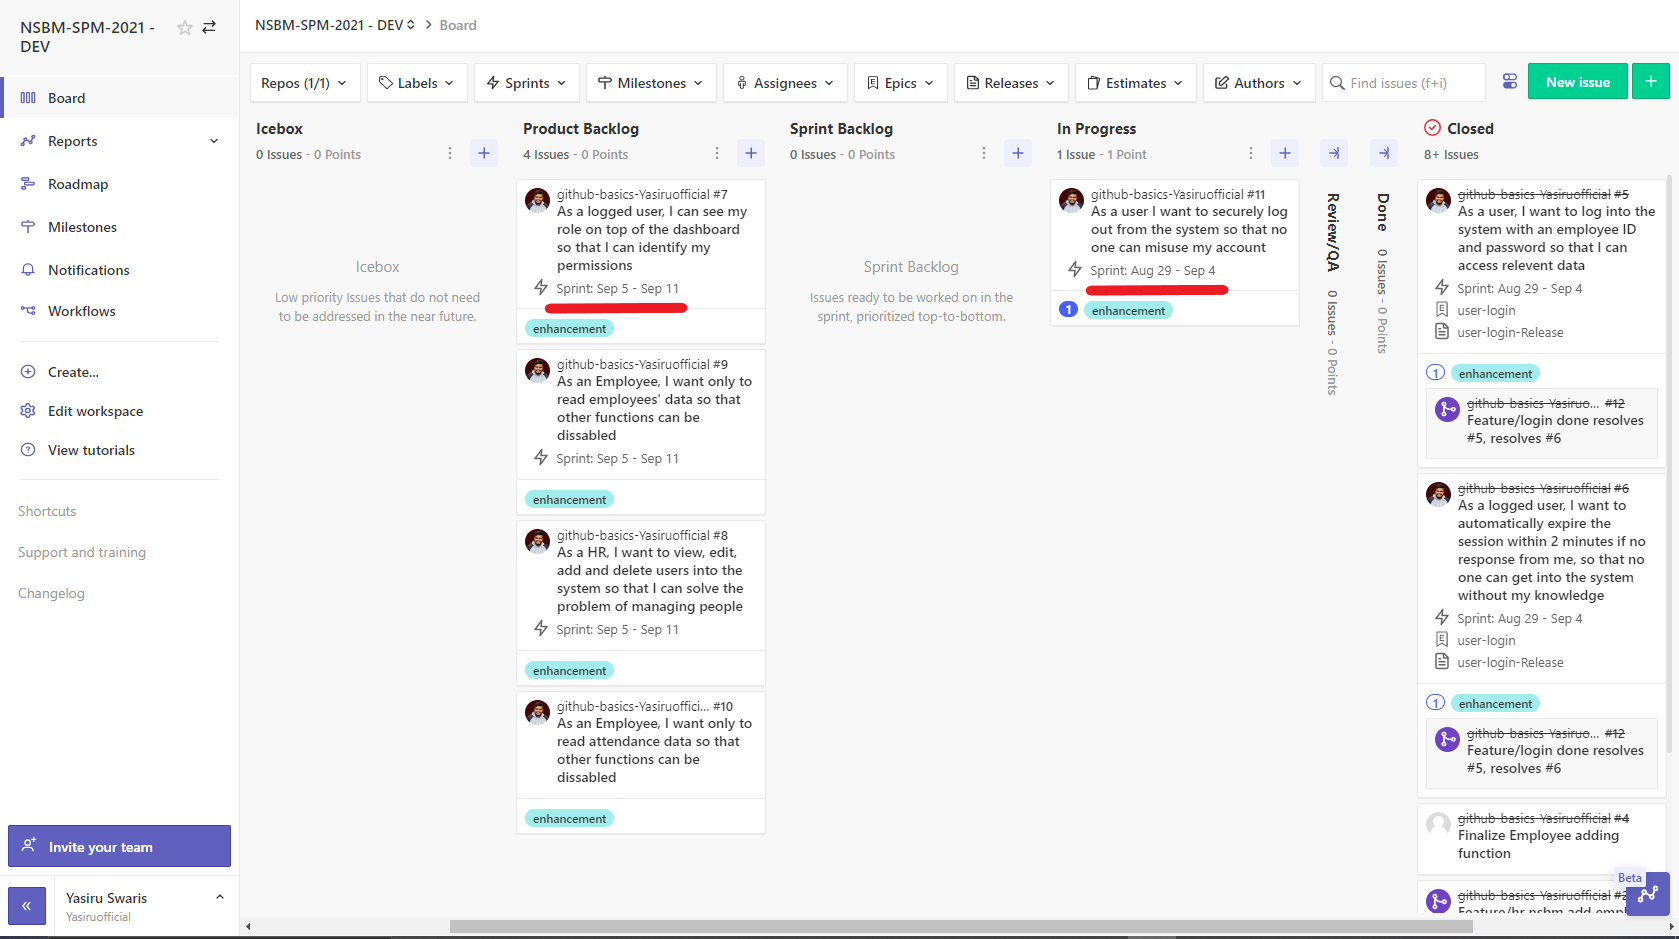 NSBM-SPM-2021 -
DEV
Board
Reports
Roadmap
Milestones
Notifications
Workflows
Create...
Edit workspace
View tutorials
Shortcuts
Support and training
Changelog
Invite your team
«
Yasiru Swaris
Yasiruofficial
NSBM-SPM-2021 - DEV > Board
Repos (1/1) Labels Sprints Milestones Assignees Epics Releases Estimates Authors Find issues (f+i) New issue +
Icebox
0 Issues - 0 Points
Icebox
Low priority Issues that do not need
to be addressed in the near future.
Product Backlog
4 Issues - 0 Points
github-basics-Yasiruofficial #7
As a logged user, I can see my
role on top of the dashboard
so that I can identify my
permissions
Sprint: Sep 5 - Sep 11
enhancement
github-basics-Yasiruofficial #9
As an Employee, I want only to
read employees' data so that
other functions can be
dissabled
Sprint: Sep 5 - Sep 11
enhancement
github-basics-Yasiruofficial #8
As a HR, I want to view, edit,
add and delete users into the
system so that I can solve the
problem of managing people
Sprint: Sep 5 - Sep 11
enhancement
github-basics-Yasiruoffici... #10
As an Employee, I want only to
read attendance data so that
other functions can be
dissabled
enhancement
Sprint Backlog
0 Issues - 0 Points
Sprint Backlog
Issues ready to be worked on in the
sprint, prioritized top-to-bottom.
In Progress
1 Issue - 1 Point
github-basics-Yasiruofficial #11
As a user I want to securely log
out from the system so that no
one can misuse my account
Sprint: Aug 29 - Sep 4
1 enhancement
Review/QA 0 Issues - 0 Points
Done 0 Issues - 0 Points
Closed
8+ Issues
github-basics-Yasiruofficial #5
As a user, I want to log into the
system with an employee ID
and password so that I can
access relevent data
Sprint: Aug 29 - Sep 4
user-login
user-login-Release
1 enhancement
github-basics-Yasiruo... #12
Feature/login done resolves
#5, resolves #6
github-basics-Yasiruofficial #6
As a logged user, I want to
automatically expire the
session within 2 minutes if no
response from me, so that no
one can get into the system
without my knowledge
Sprint: Aug 29 - Sep 4
user-login
user-login-Release
1 enhancement
github-basics-Yasiruo... #12
Feature/login done resolves
#5, resolves #6
github-basics-Yasiruofficial #4
Finalize Employee adding
function
Beta
github-basics-Yasiruofficial
Feature/hr nsbm add